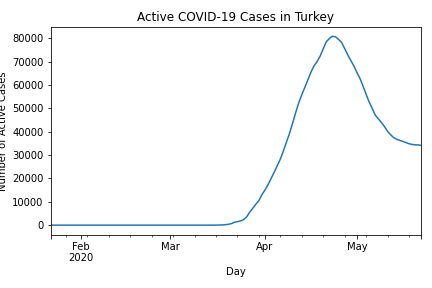 Active COVID-19 Cases in Turkey
Number of Active Cases
80000
70000
60000
50000
40000
30000
20000
10000
0
Feb
2020
Mar
Apr
May
Day